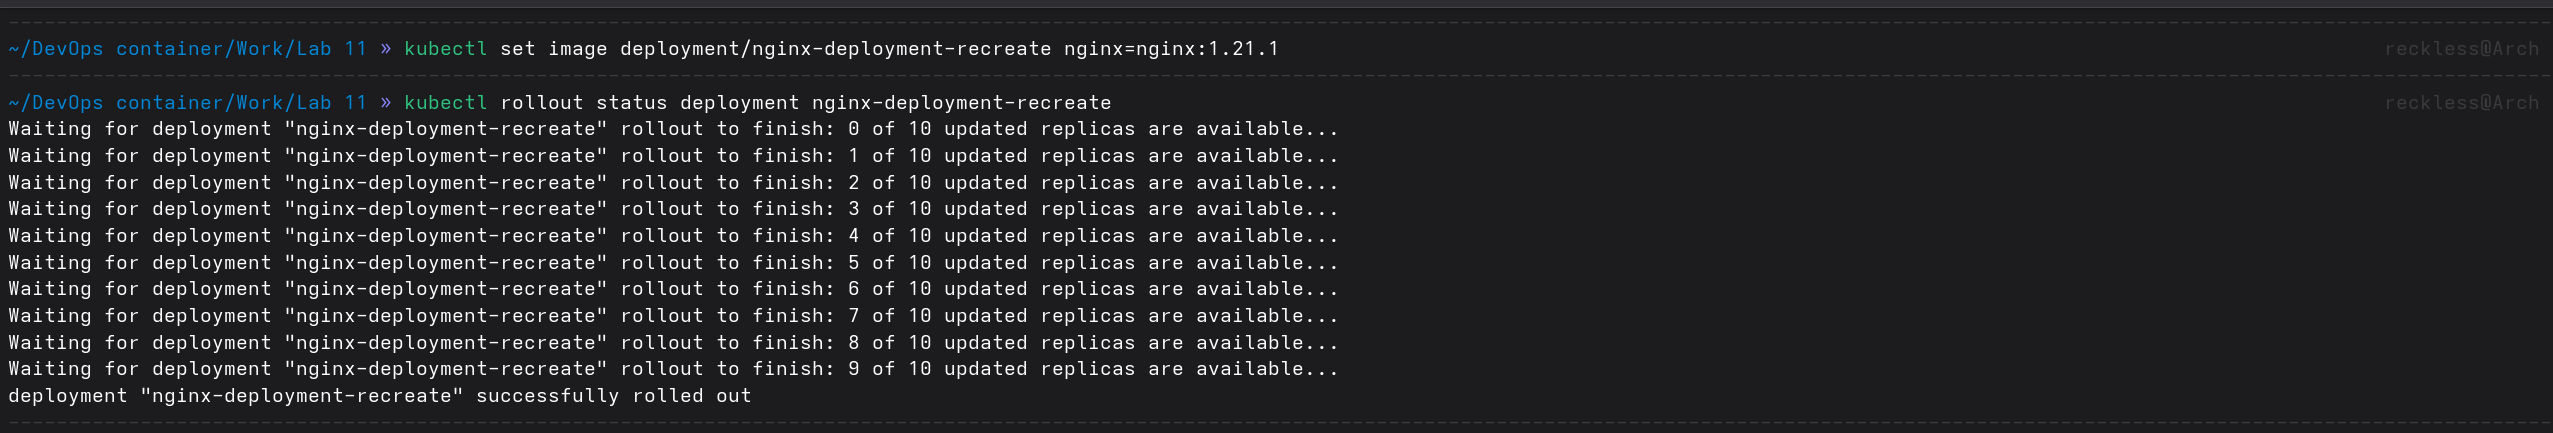 ~/DevOps container/Work/Lab 11 » kubectl set image deployment/nginx-deployment-recreate nginx=nginx:1.21.1 reckless@Arch
~/DevOps container/Work/Lab 11 » kubectl rollout status deployment nginx-deployment-recreate reckless@Arch
Waiting for deployment "nginx-deployment-recreate" rollout to finish: 0 of 10 updated replicas are available...
Waiting for deployment "nginx-deployment-recreate" rollout to finish: 1 of 10 updated replicas are available...
Waiting for deployment "nginx-deployment-recreate" rollout to finish: 2 of 10 updated replicas are available...
Waiting for deployment "nginx-deployment-recreate" rollout to finish: 3 of 10 updated replicas are available...
Waiting for deployment "nginx-deployment-recreate" rollout to finish: 4 of 10 updated replicas are available...
Waiting for deployment "nginx-deployment-recreate" rollout to finish: 5 of 10 updated replicas are available...
Waiting for deployment "nginx-deployment-recreate" rollout to finish: 6 of 10 updated replicas are available...
Waiting for deployment "nginx-deployment-recreate" rollout to finish: 7 of 10 updated replicas are available...
Waiting for deployment "nginx-deployment-recreate" rollout to finish: 8 of 10 updated replicas are available...
Waiting for deployment "nginx-deployment-recreate" rollout to finish: 9 of 10 updated replicas are available...
deployment "nginx-deployment-recreate" successfully rolled out